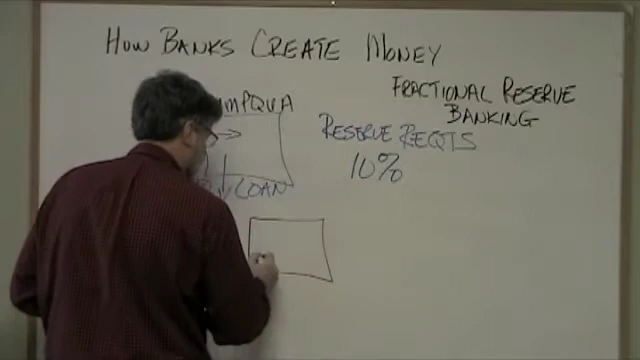 HOW BANKS CREATE MONEY
FRACTIONAL RESERVE
BANKING
RESERVE REQTS
10%
LOAN